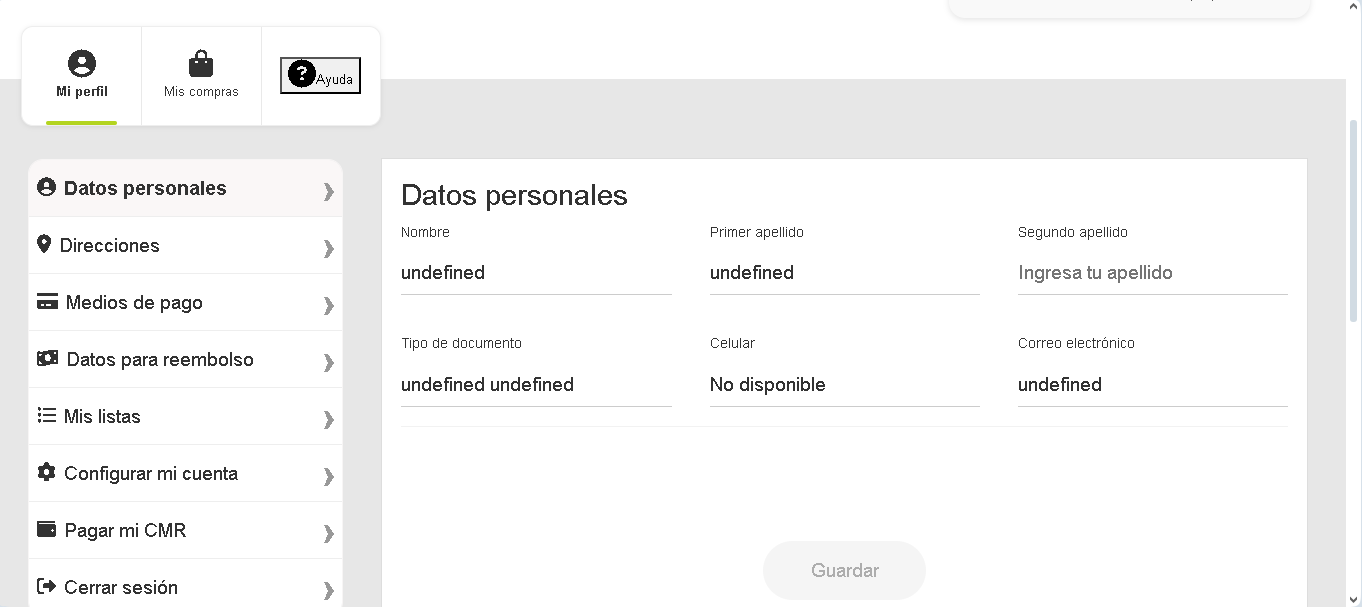 Mi perfil
Mis compras
?Ayuda
Datos personales
Direcciones
Medios de pago
Datos para reembolso
Mis listas
Configurar mi cuenta
Pagar mi CMR
Cerrar sesión
Datos personales
Nombre
Primer apellido
Segundo apellido
undefined
undefined
Ingresa tu apellido
Tipo de documento
Celular
Correo electrónico
undefined undefined
No disponible
undefined
Guardar